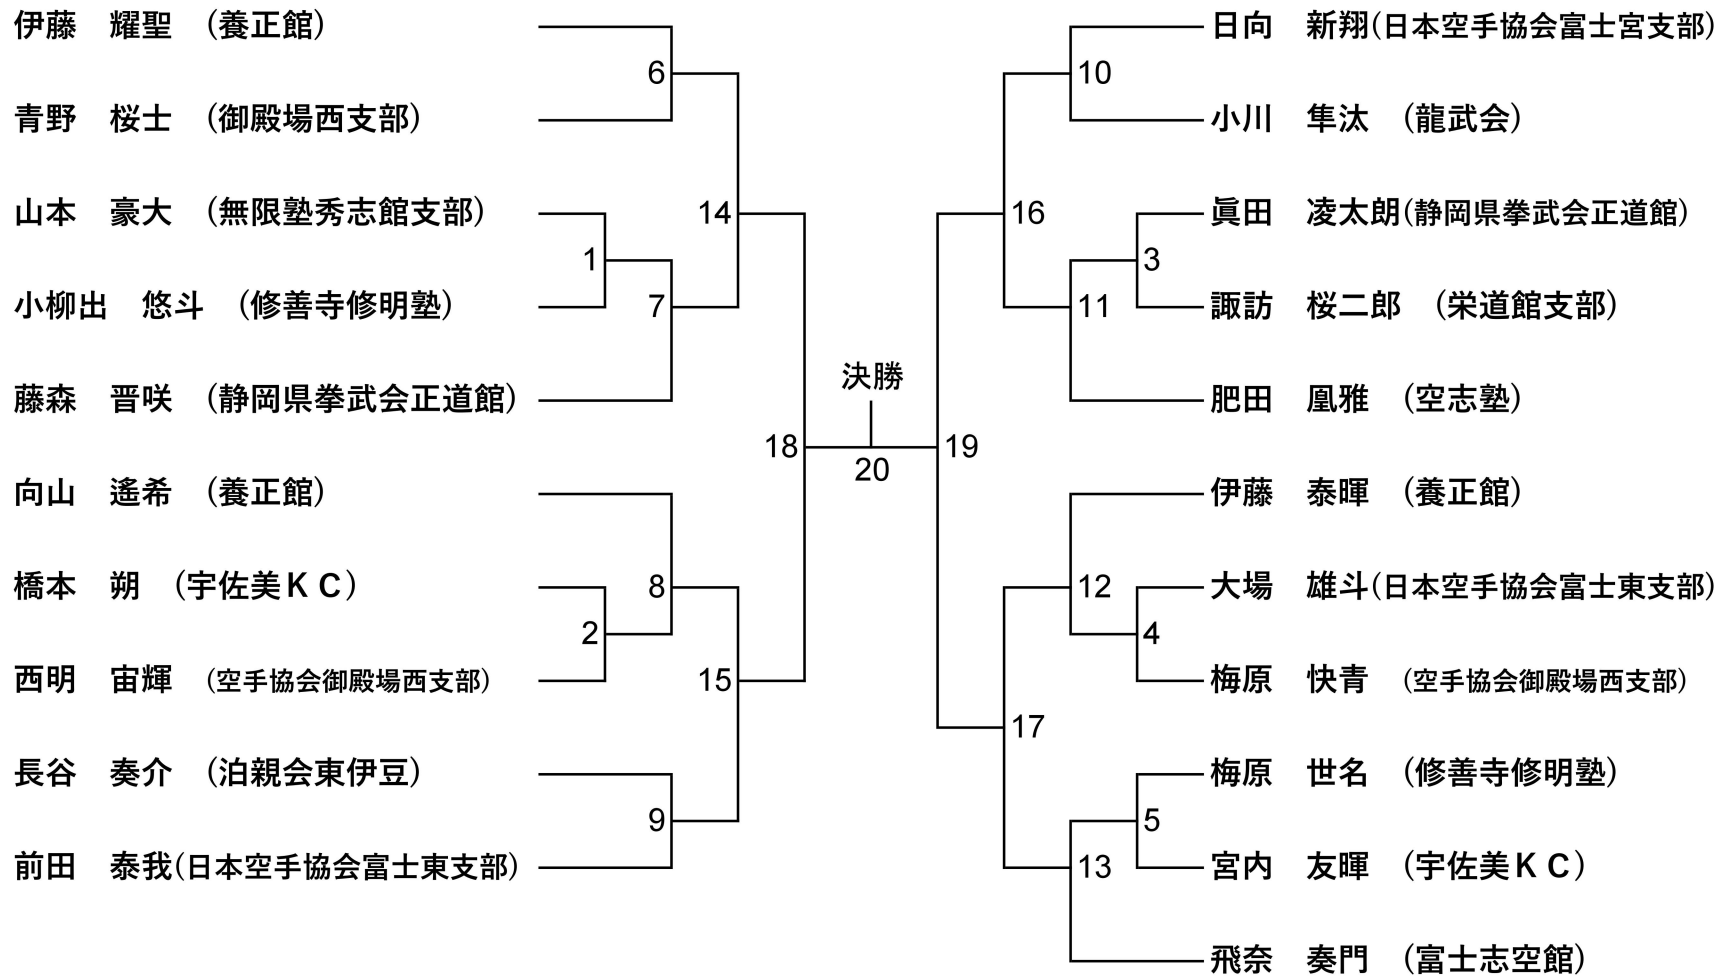 伊藤　耀聖　(養正館)
6
青野　桜士　(御殿場西支部)
14
山本　豪大　(無限塾秀志館支部)
1
小柳出　悠斗　(修善寺修明塾)
7
藤森　晋咲　(静岡県拳武会正道館)
18
向山　遙希　(養正館)
橋本　朔　(宇佐美ＫＣ)
8
2
西明　宙輝　(空手協会御殿場西支部)
15
長谷　奏介　(泊親会東伊豆)
9
前田　泰我(日本空手協会富士東支部)
決勝
20
日向　新翔(日本空手協会富士宮支部)
10
小川　隼汰　(龍武会)
16
眞田　凌太朗(静岡県拳武会正道館)
3
諏訪　桜二郎　(栄道館支部)
11
肥田　凰雅　(空志塾)
19
伊藤　泰暉　(養正館)
大場　雄斗(日本空手協会富士東支部)
12
4
梅原　快青　(空手協会御殿場西支部)
17
梅原　世名　(修善寺修明塾)
5
宮内　友暉　(宇佐美ＫＣ)
13
飛奈　奏門　(富士志空館)